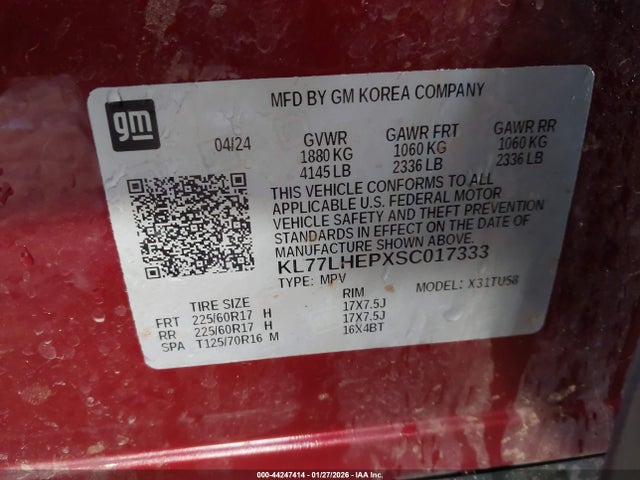 gm
MFD BY GM KOREA COMPANY
04/24
GVWR GAWR FRT GAWR RR
1880 KG 1060 KG 1060 KG
4145 LB 2336 LB 2336 LB
THIS VEHICLE CONFORMS TO ALL
APPLICABLE U.S. FEDERAL MOTOR
VEHICLE SAFETY AND THEFT PREVENTION
STANDARDS IN EFFECT ON THE DATE OF
MANUFACTURE SHOWN ABOVE.
KL77LHEPXSC017333
TYPE: MPV MODEL: X31TU58
TIRE SIZE RIM
FRT 225/60R17 H 17X7.5J
RR 225/60R17 H 17X7.5J
SPA T125/70R16 M 16X4BT
000-44247414 - 01/27/2026 - IAA Inc.